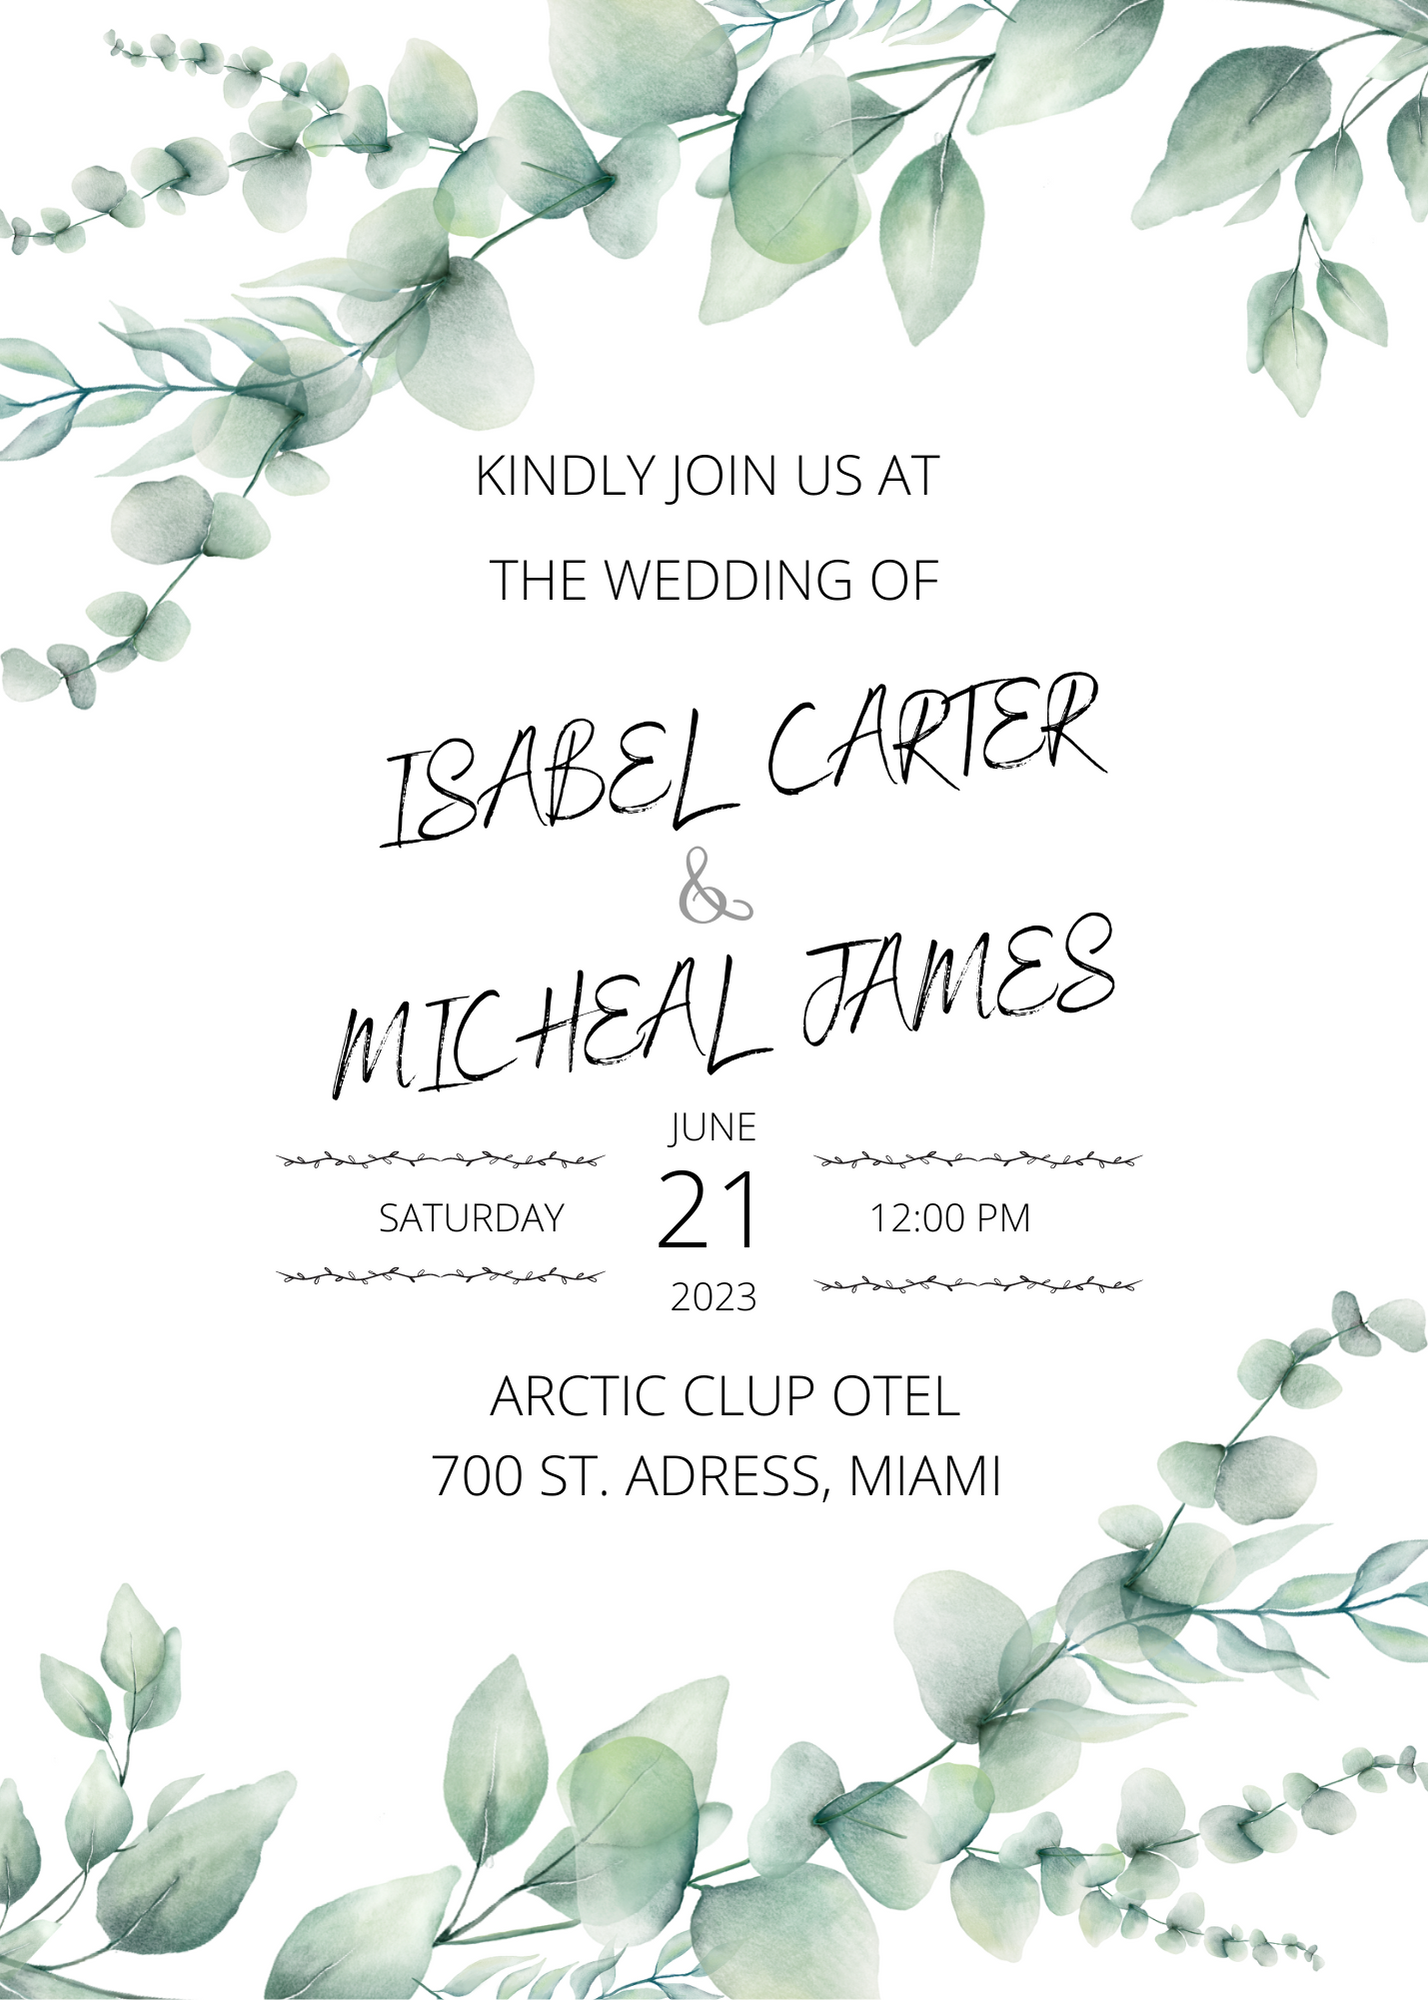 KINDLY JOIN US AT
THE WEDDING OF
ISABEL CARTER
&
MICHEAL JAMES
JUNE
SATURDAY 21 12:00 PM
2023
ARCTIC CLUP OTEL
700 ST. ADRESS, MIAMI